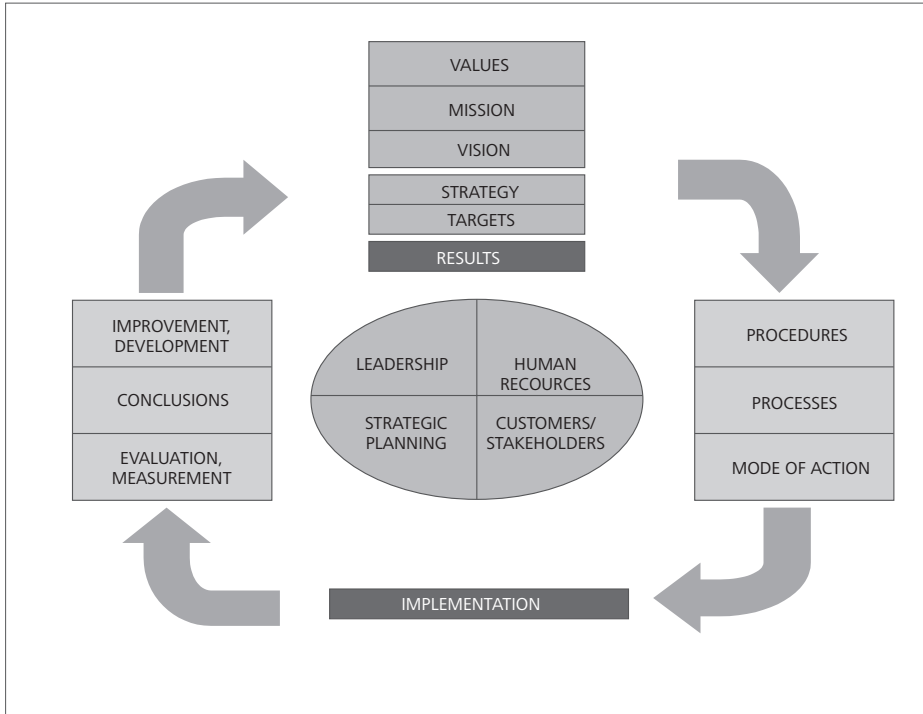 VALUES
MISSION
VISION
STRATEGY
TARGETS
RESULTS
IMPROVEMENT,
DEVELOPMENT
CONCLUSIONS
EVALUATION,
MEASUREMENT
LEADERSHIP
HUMAN
RECOURCES
STRATEGIC
PLANNING
CUSTOMERS/
STAKEHOLDERS
PROCEDURES
PROCESSES
MODE OF ACTION
IMPLEMENTATION